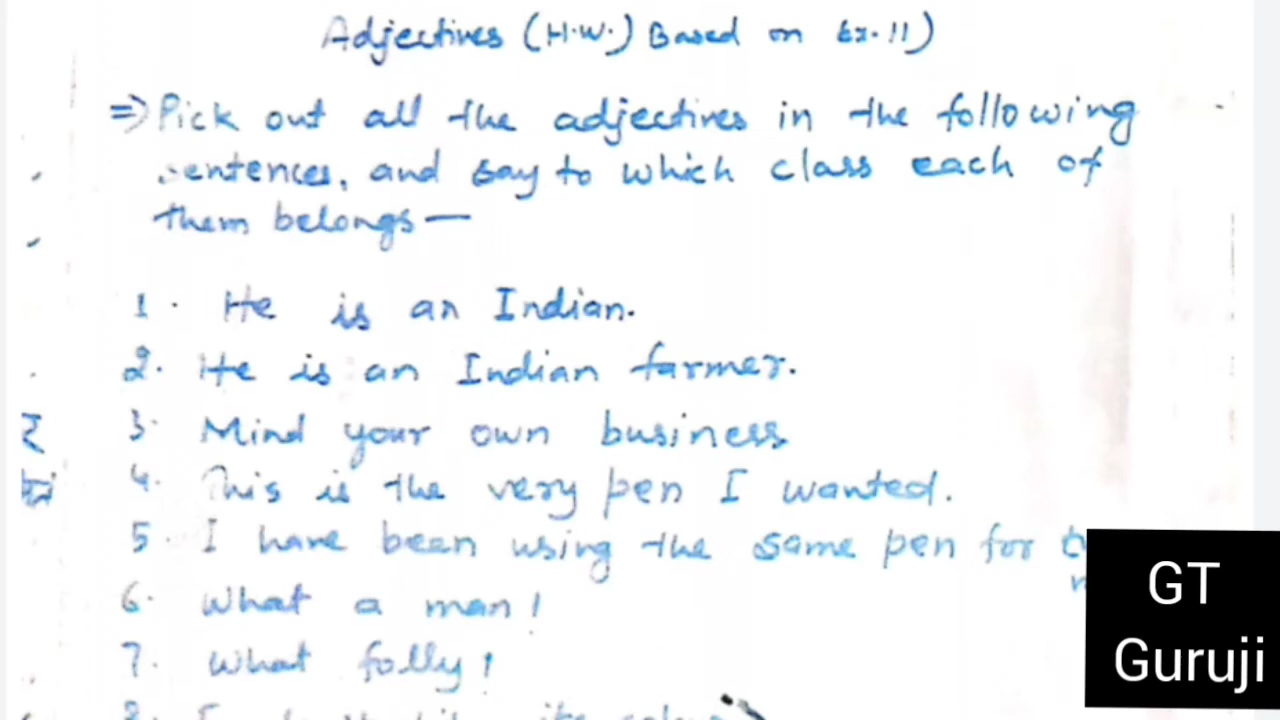 Adjectives (H.W.) Based on Ex. 11)
⇒ Pick out all the adjectives in the following
sentences, and say to which class each of
them belongs —
1. He is an Indian.
2. He is an Indian farmer.
3. Mind your own business
4. This is the very pen I wanted.
5. I have been using the same pen for
6. What a man!
7. What folly!
8. I its colour
GT
Guruji